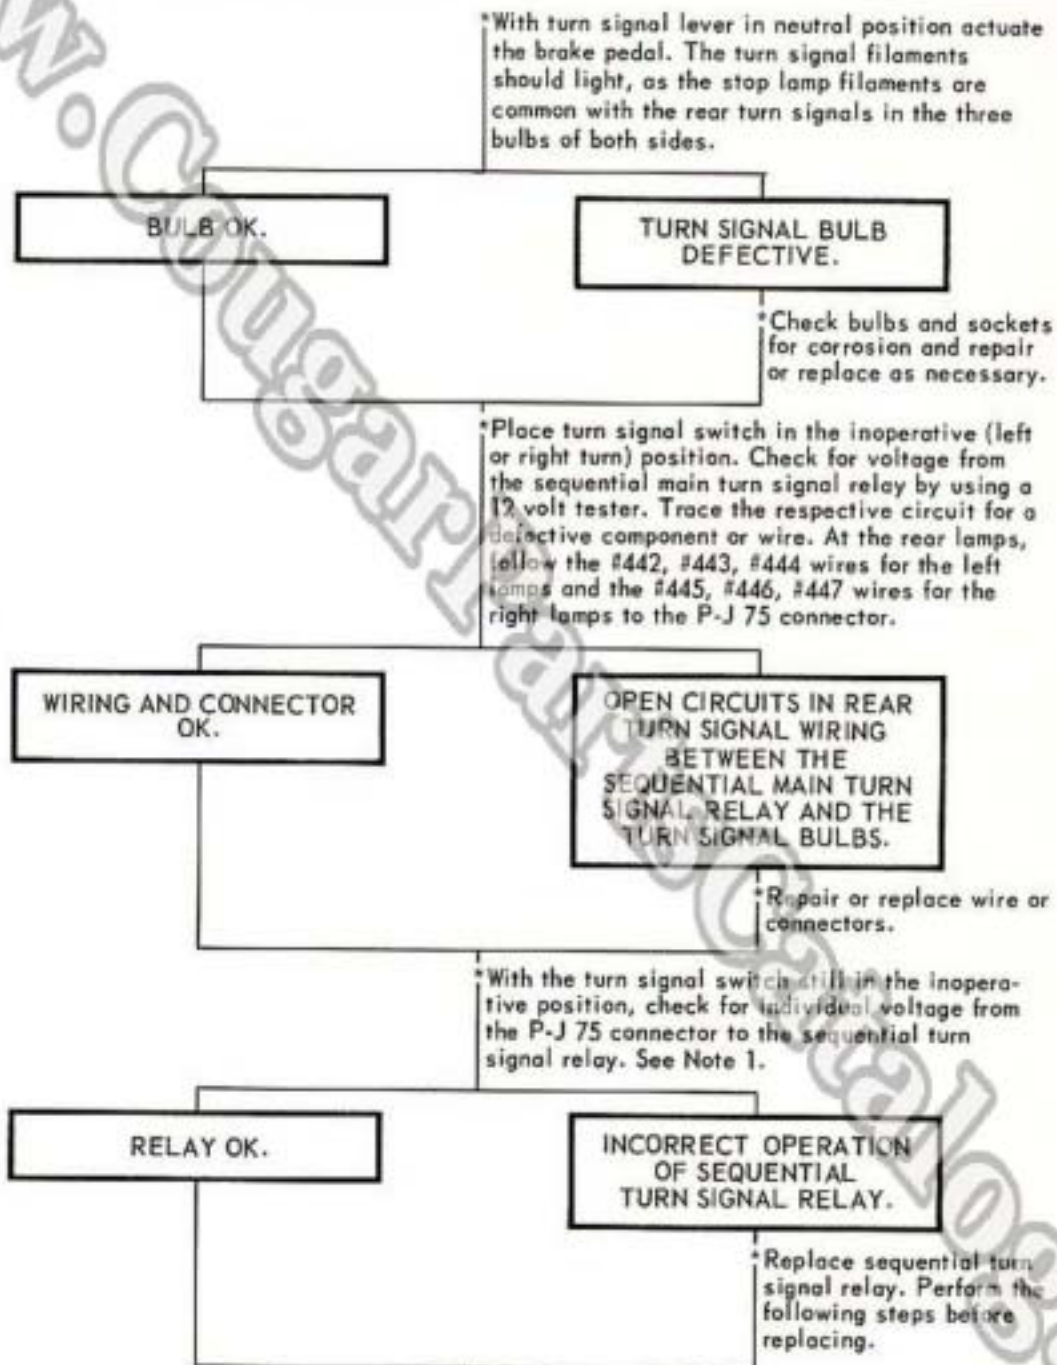 *With turn signal lever in neutral position actuate
the brake pedal. The turn signal filaments
should light, as the stop lamp filaments are
common with the rear turn signals in the three
bulbs of both sides.
BULB OK.
TURN SIGNAL BULB
DEFECTIVE.
*Check bulbs and sockets
for corrosion and repair
or replace as necessary.
*Place turn signal switch in the inoperative (left
or right turn) position. Check for voltage from
the sequential main turn signal relay by using a
12 volt tester. Trace the respective circuit for a
defective component or wire. At the rear lamps,
follow the #442, #443, #444 wires for the left
lamps and the #445, #446, #447 wires for the
right lamps to the P-J 75 connector.
WIRING AND CONNECTOR
OK.
OPEN CIRCUITS IN REAR
TURN SIGNAL WIRING
BETWEEN THE
SEQUENTIAL MAIN TURN
SIGNAL RELAY AND THE
TURN SIGNAL BULBS.
*Repair or replace wire or
connectors.
*With the turn signal switch still in the inopera-
tive position, check for individual voltage from
the P-J 75 connector to the sequential turn
signal relay. See Note 1.
RELAY OK.
INCORRECT OPERATION
OF SEQUENTIAL
TURN SIGNAL RELAY.
*Replace sequential turn
signal relay. Perform the
following steps before
replacing.
w.CougarPartsCatalog